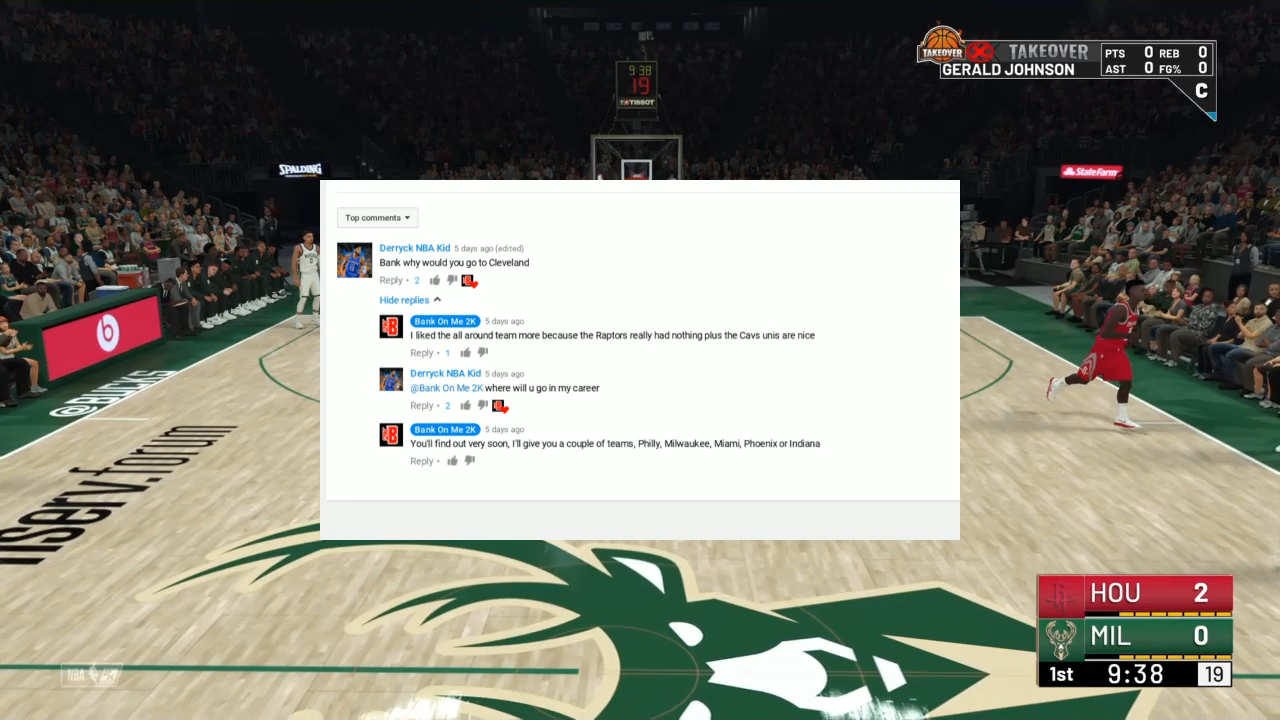 9:38
19
TISSOT
TAKEOVER
TAKEOVER
GERALD JOHNSON
PTS 0 REB 0
AST 0 FG% 0
C
SPALDING
StateFarm
Top comments
Derryck NBA Kid 5 days ago (edited)
Bank why would you go to Cleveland
Reply • 2
Hide replies
Bank On Me 2K 5 days ago
I liked the all around team more because the Raptors really had nothing plus the Cavs unis are nice
Reply • 1
Derryck NBA Kid 5 days ago
@Bank On Me 2K where will u go in my career
Reply • 2
Bank On Me 2K 5 days ago
You'll find out very soon, I'll give you a couple of teams, Philly, Milwaukee, Miami, Phoenix or Indiana
Reply •
@BUCKS
iserv.forum
HOU 2
MIL 0
1st 9:38 19
NBA